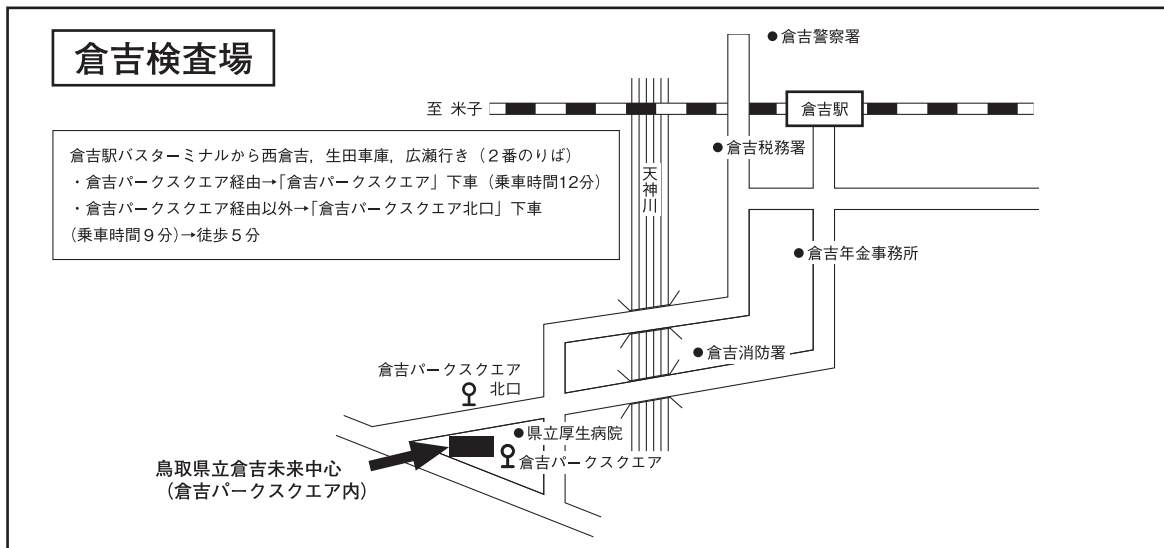 倉吉検査場
倉吉警察署
至 米子
倉吉駅
倉吉税務署
倉吉駅バスターミナルから西倉吉，生田車庫，広瀬行き（２番のりば）
・倉吉パークスクエア経由→「倉吉パークスクエア」下車（乗車時間12分）
・倉吉パークスクエア経由以外→「倉吉パークスクエア北口」下車
(乗車時間９分)→徒歩５分
天神川
倉吉年金事務所
倉吉消防署
倉吉パークスクエア
北口
県立厚生病院
倉吉パークスクエア
鳥取県立倉吉未来中心
（倉吉パークスクエア内）